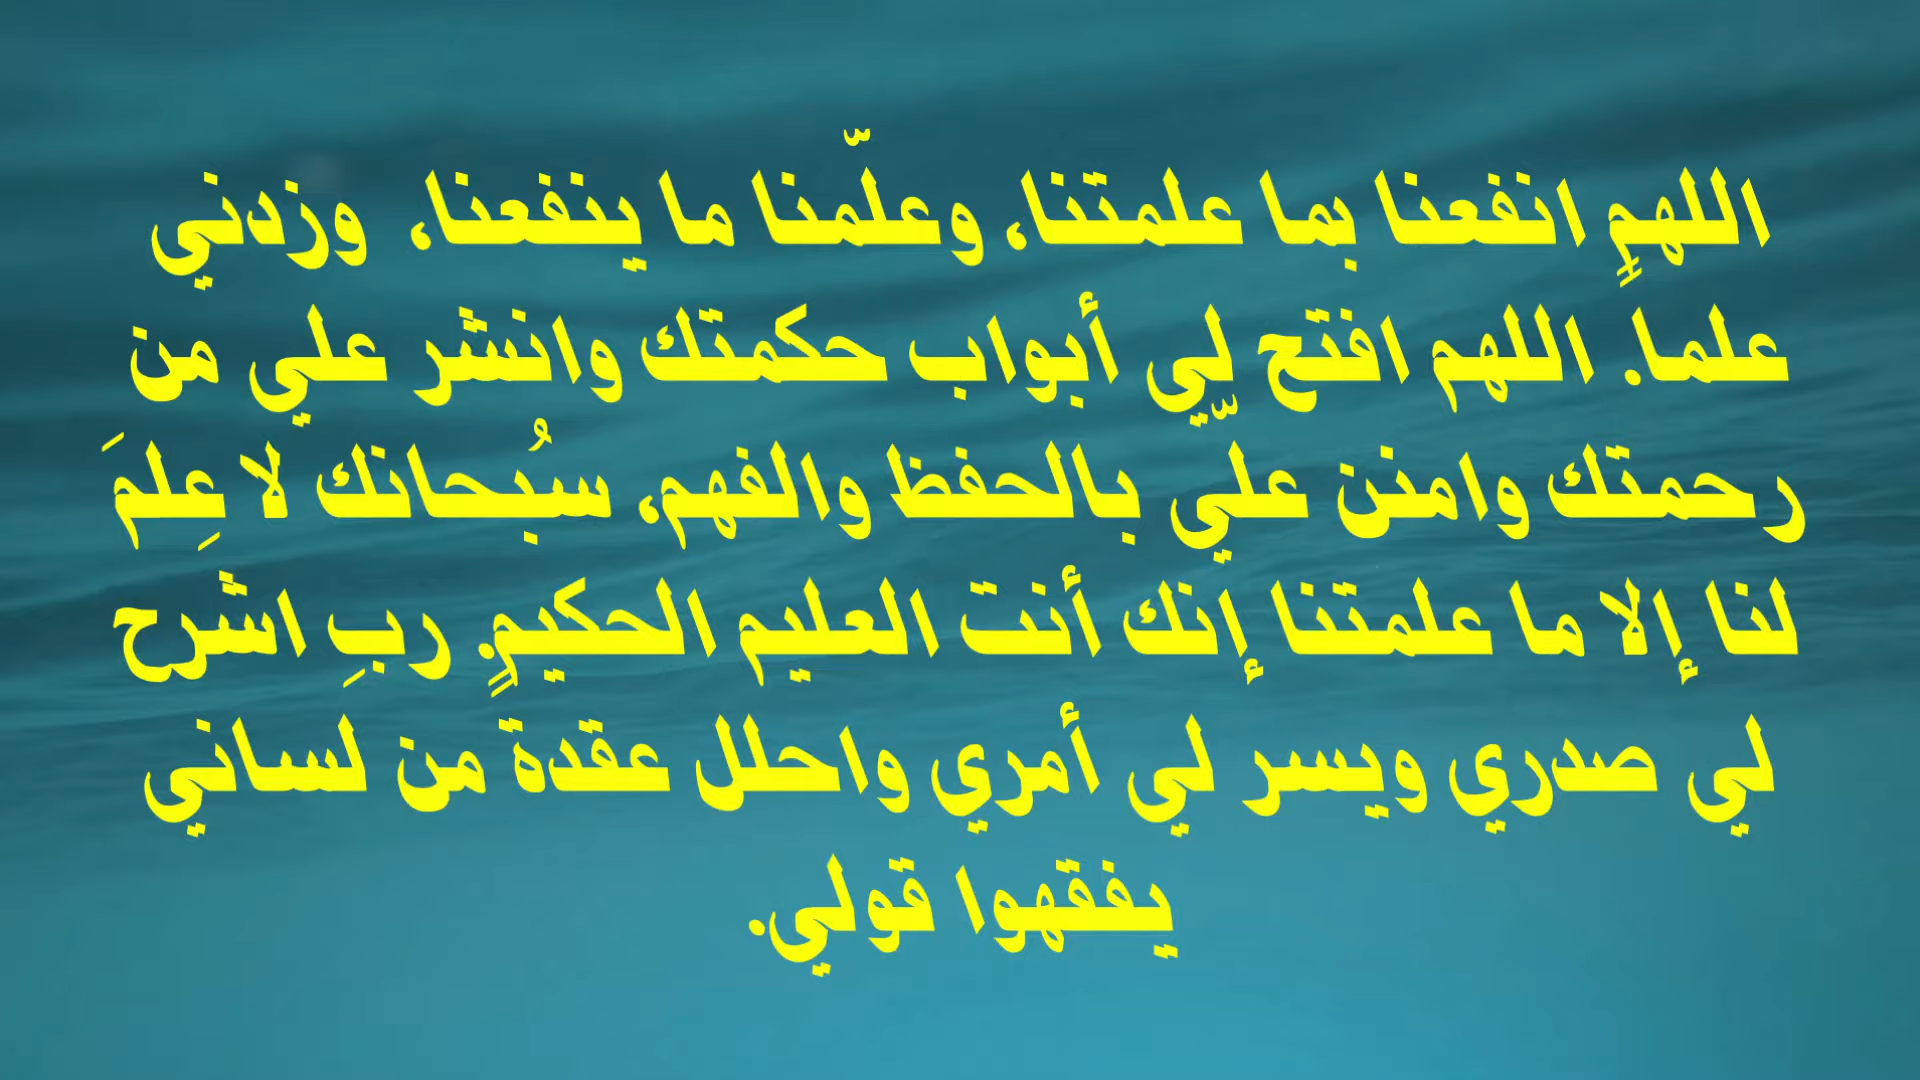 اللهمٍ انفعنا بما علمتنا، وعلّمنا ما ينفعنا، وزدني
علما. اللهم افتح لي أبواب حكمتك وانشر علي من
رحمتك وامنن عليّ بالحفظ والفهم، سُبحانك لا عِلمَ
لنا إلا ما علمتنا إنك أنت العليم الحكيمٍ. ربِ اشرح
لي صدري ويسر لي أمري واحلل عقدة من لساني
يفقهوا قولي.